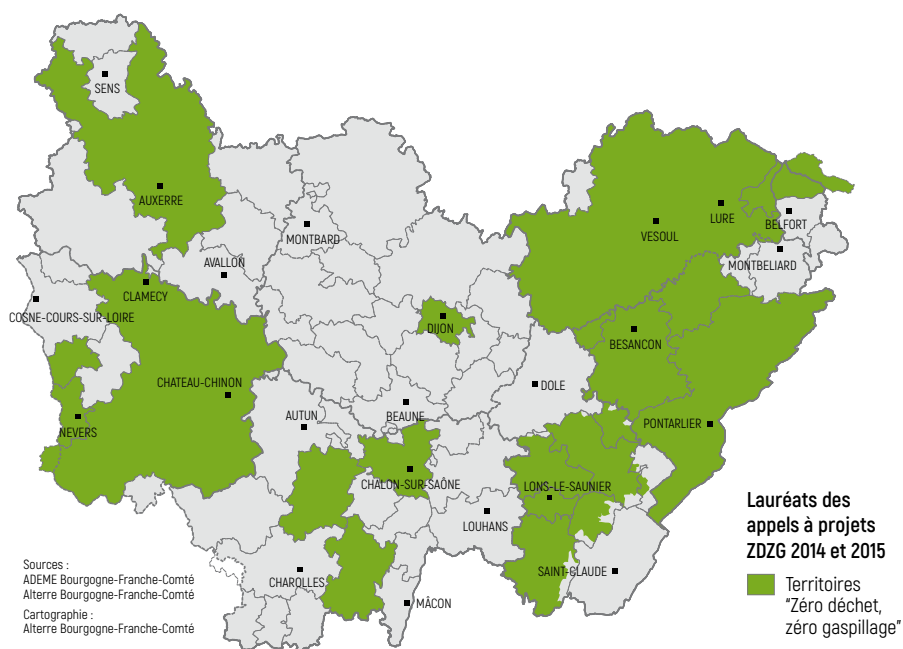 SENS
AUXERRE
MONTBARD
VESOUL
LURE
BELFORT
MONTBELIARD
AVALLON
CLAMECY
COSNE-COURS-SUR-LOIRE
DIJON
BESANCON
CHATEAU-CHINON
DOLE
AUTUN
BEAUNE
NEVERS
PONTARLIER
CHALON-SUR-SAÔNE
LONS-LE-SAUNIER
LOUHANS
CHAROLLES
SAINT-CLAUDE
MÂCON
Sources :
ADEME Bourgogne-Franche-Comté
Alterre Bourgogne-Franche-Comté
Cartographie :
Alterre Bourgogne-Franche-Comté
Lauréats des
appels à projets
ZDZG 2014 et 2015
Territoires
"Zéro déchet,
zéro gaspillage"